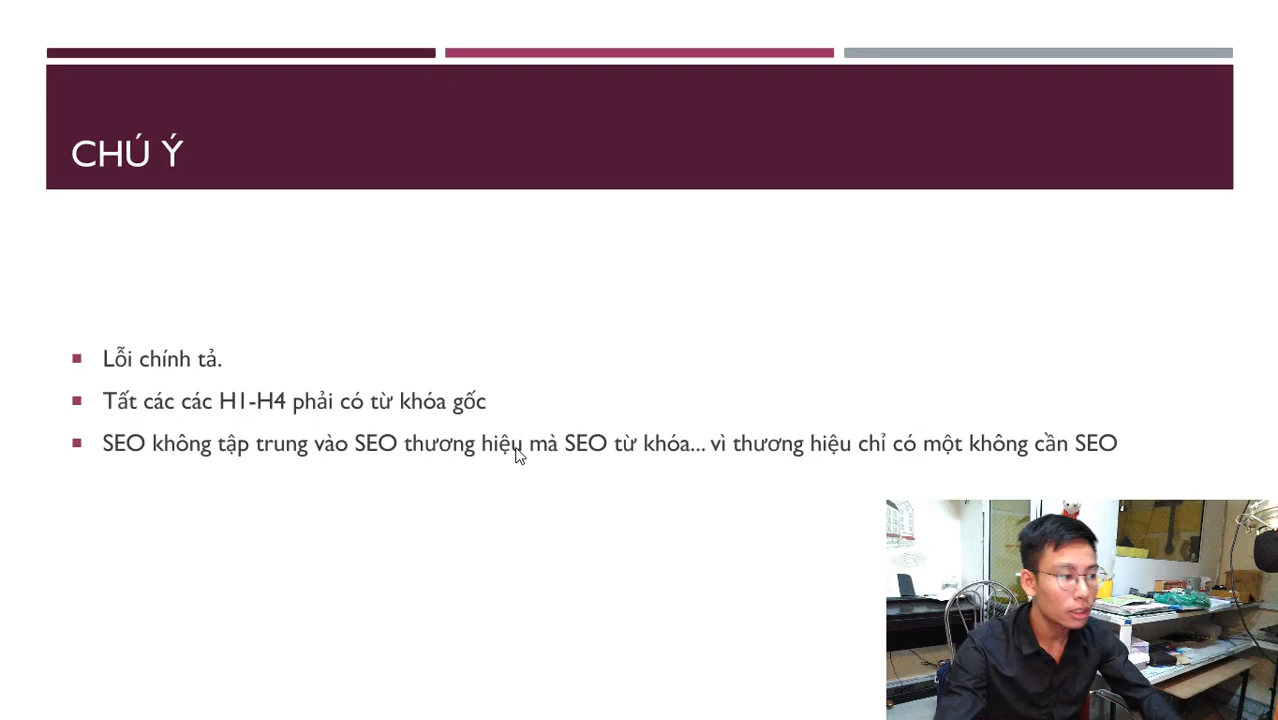 CHÚ Ý
Lỗi chính tả.
Tất các các H1-H4 phải có từ khóa gốc
SEO không tập trung vào SEO thương hiệu mà SEO từ khóa... vì thương hiệu chỉ có một không cần SEO